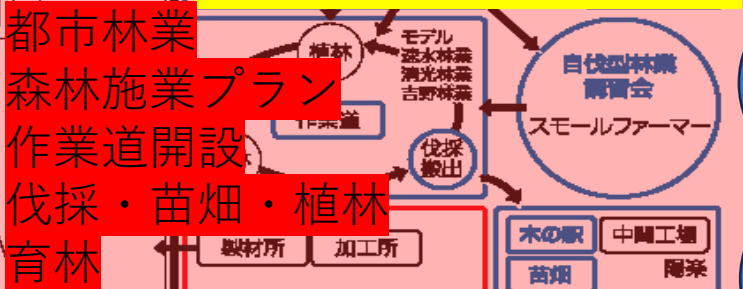 都市林業
森林施業プラン
作業道開設
伐採・苗畑・植林
育林
植林
モデル
速水林業
清光林業
吉野林業
作業道
伐採
搬出
自伐型林業
講習会
スモールファーマー
製材所
加工所
木の駅
中間工場
苗畑